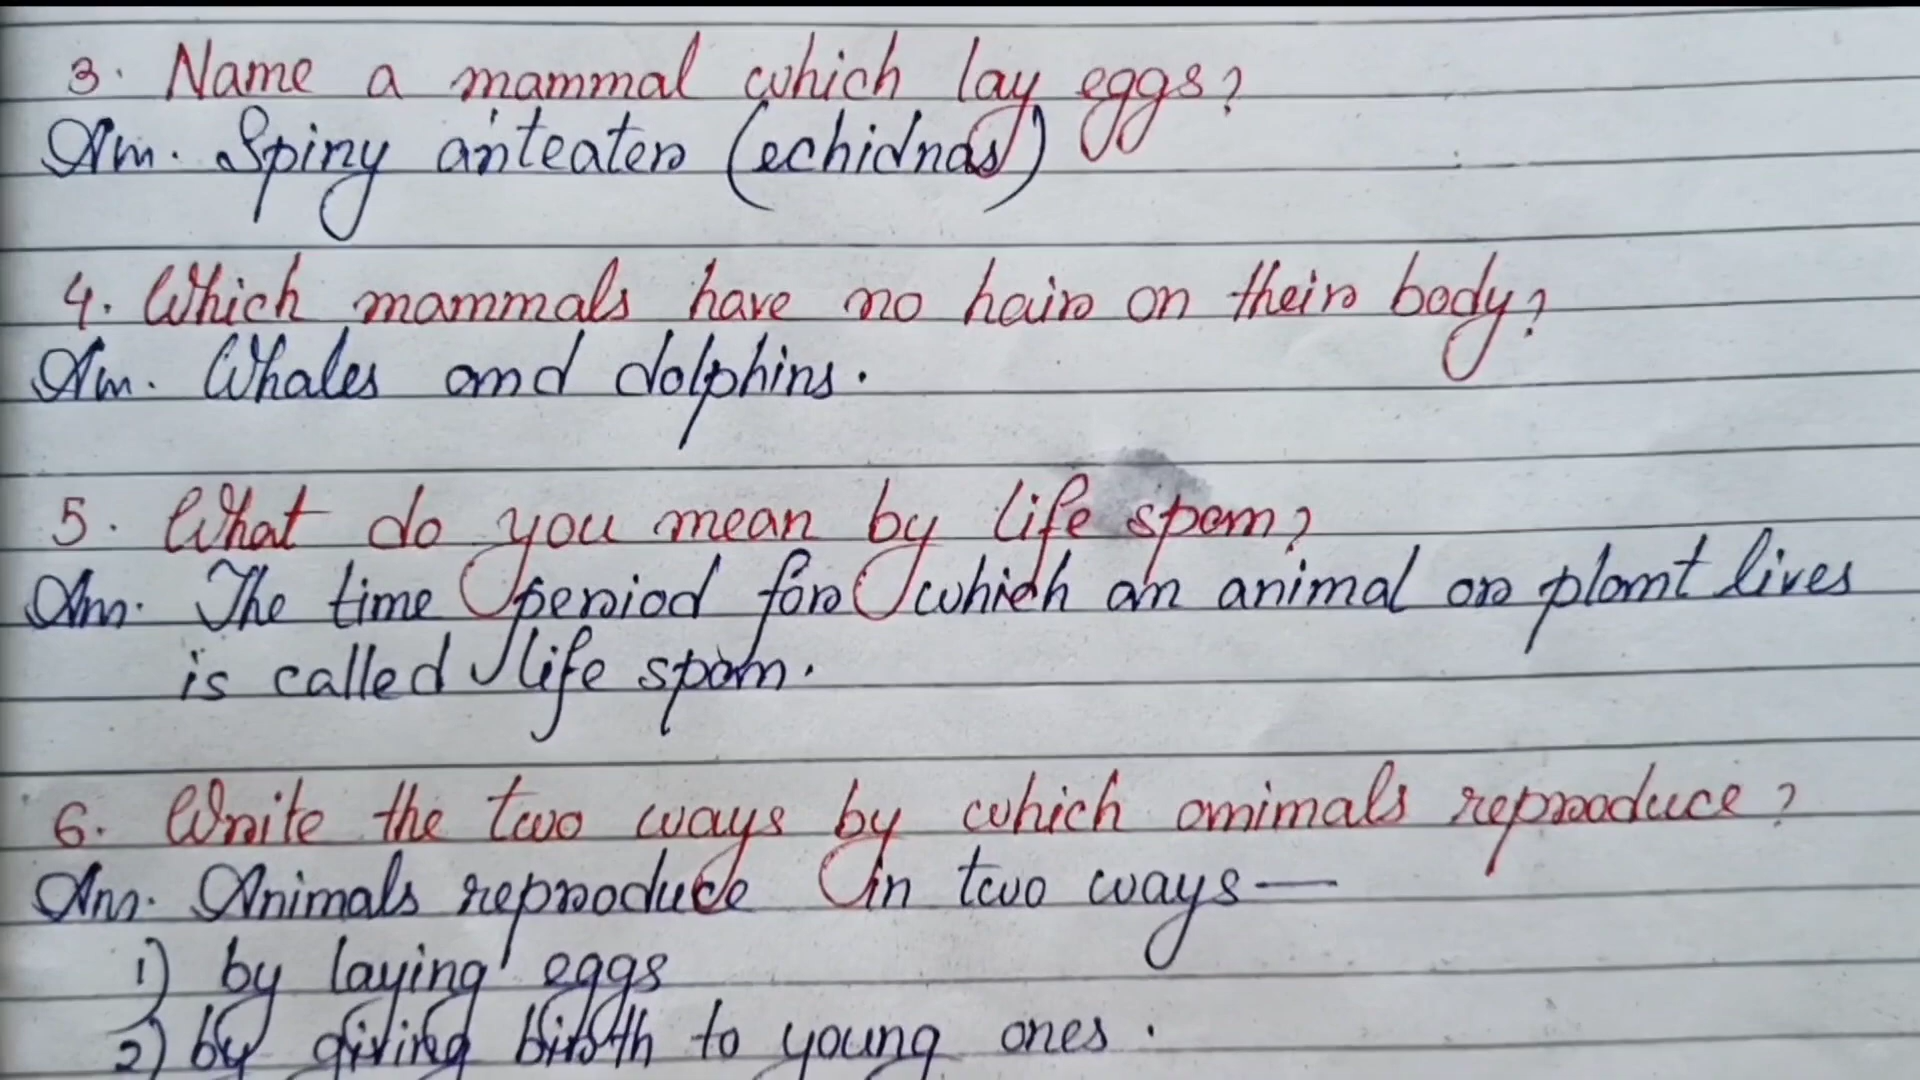 3. Name a mammal which lay eggs?
Ans. Spiny anteater (echidnas)
4. Which mammals have no hair on their body?
Ans. Whales and dolphins.
5. What do you mean by life span?
Ans. The time period for which an animal or plant lives
is called life span.
6. Write the two ways by which animals reproduce?
Ans. Animals reproduce in two ways—
1) by laying eggs
2) by giving birth to young ones.